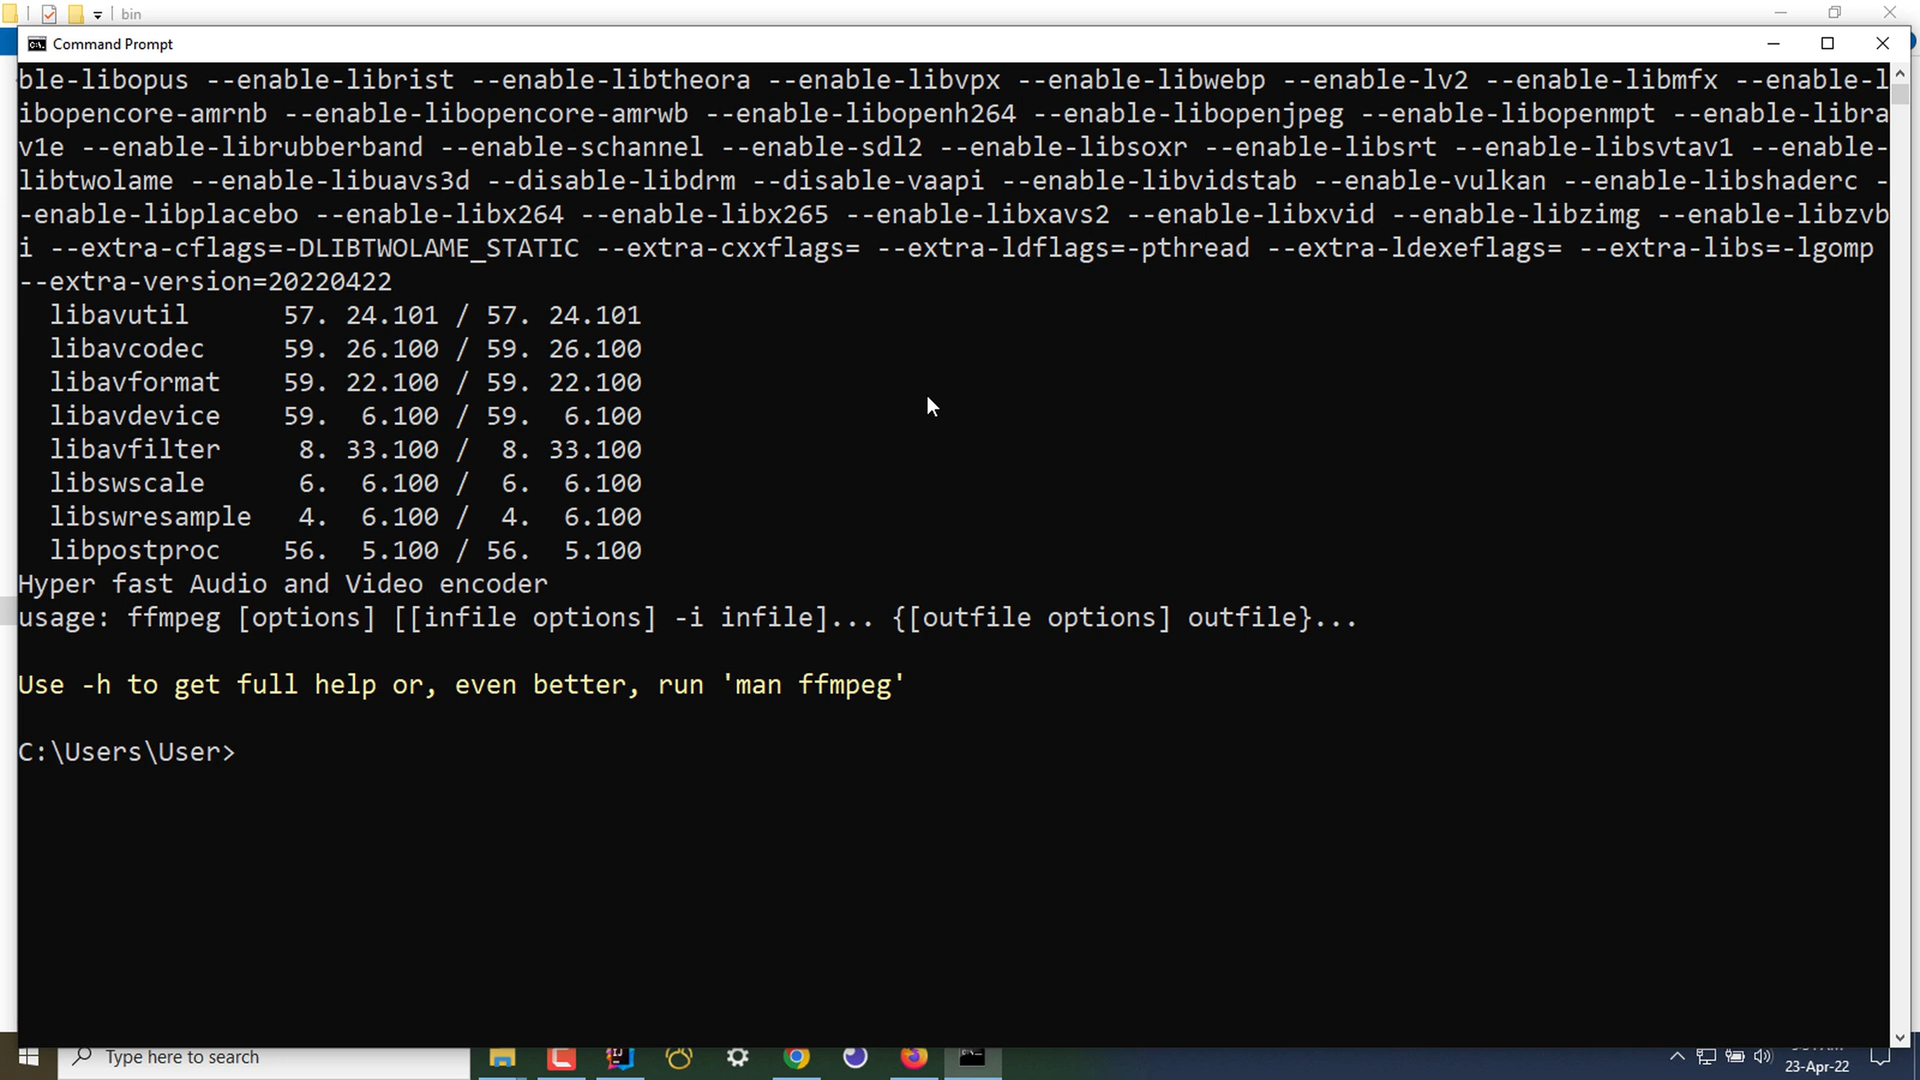 bin
Command Prompt
ble-libopus --enable-librist --enable-libtheora --enable-libvpx --enable-libwebp --enable-lv2 --enable-libmfx --enable-l
ibopencore-amrnb --enable-libopencore-amrwb --enable-libopenh264 --enable-libopenjpeg --enable-libopenmpt --enable-libra
v1e --enable-librubberband --enable-schannel --enable-sdl2 --enable-libsoxr --enable-libsrt --enable-libsvtav1 --enable-
libtwolame --enable-libuavs3d --disable-libdrm --disable-vaapi --enable-libvidstab --enable-vulkan --enable-libshaderc -
-enable-libplacebo --enable-libx264 --enable-libx265 --enable-libxavs2 --enable-libxvid --enable-libzimg --enable-libzvb
i --extra-cflags=-DLIBTWOLAME_STATIC --extra-cxxflags= --extra-ldflags=-pthread --extra-ldexeflags= --extra-libs=-lgomp
--extra-version=20220422
libavutil      57. 24.101 / 57. 24.101
libavcodec     59. 26.100 / 59. 26.100
libavformat    59. 22.100 / 59. 22.100
libavdevice    59.  6.100 / 59.  6.100
libavfilter     8. 33.100 /  8. 33.100
libswscale      6.  6.100 /  6.  6.100
libswresample   4.  6.100 /  4.  6.100
libpostproc    56.  5.100 / 56.  5.100
Hyper fast Audio and Video encoder
usage: ffmpeg [options] [[infile options] -i infile]... {[outfile options] outfile}...
Use -h to get full help or, even better, run 'man ffmpeg'
C:\Users\User>
Type here to search
23-Apr-22